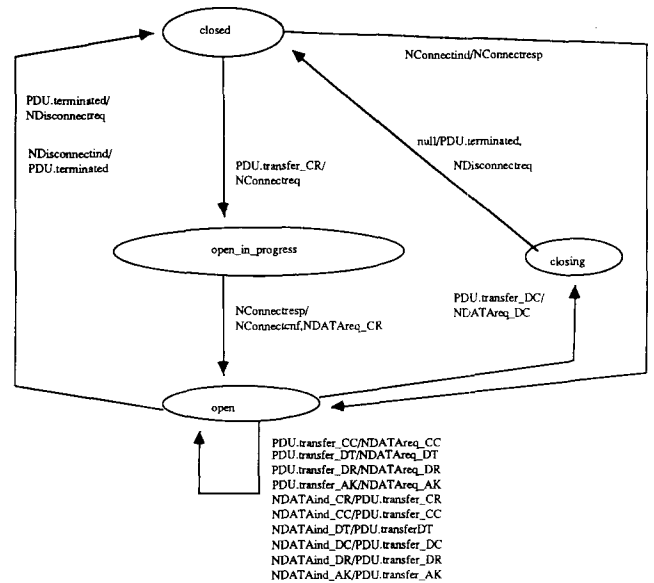 closed
NConnectind/NConnectresp
PDU.terminated/
NDisconnectreq
null/PDU.terminated,
NDisconnectreq
NDisconnectind/
PDU.terminated
PDU.transfer_CR/
NConnectreq
open_in_progress
closing
PDU.transfer_DC/
NDATAreq_DC
NConnectresp/
NConnectcnf,NDATAreq_CR
open
PDU.transfer_CC/NDATAreq_CC
PDU.transfer_DT/NDATAreq_DT
PDU.transfer_DR/NDATAreq_DR
PDU.transfer_AK/NDATAreq_AK
NDATAind_CR/PDU.transfer_CR
NDATAind_CC/PDU.transfer_CC
NDATAind_DT/PDU.transferDT
NDATAind_DC/PDU.transfer_DC
NDATAind_DR/PDU.transfer_DR
NDATAind_AK/PDU.transfer_AK